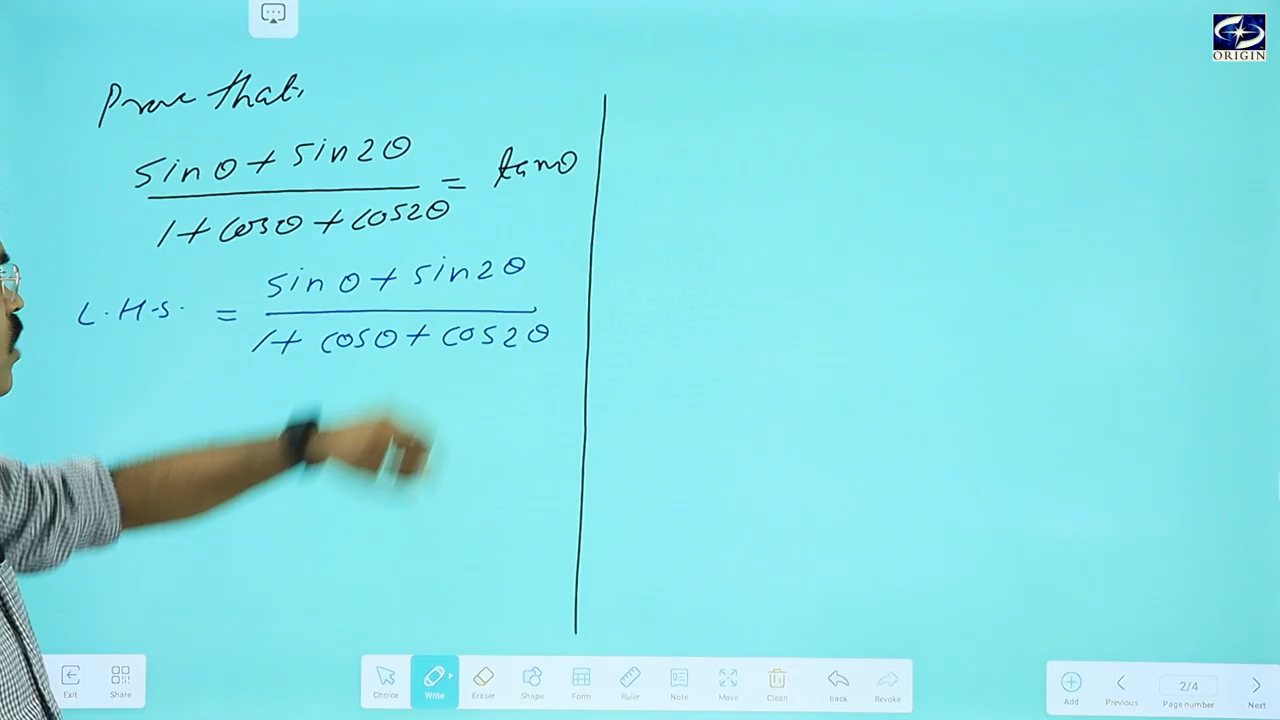 ORIGIN
Prove that,
sinθ + sin2θ
/ 1 + cosθ + cos2θ = tanθ
L.H.S. = sinθ + sin2θ
/ 1 + cosθ + cos2θ
Exit Share Choice Write Eraser Shape Form Ruler Note Move Clean back Revoke Add Previous 2/4 Page number Next